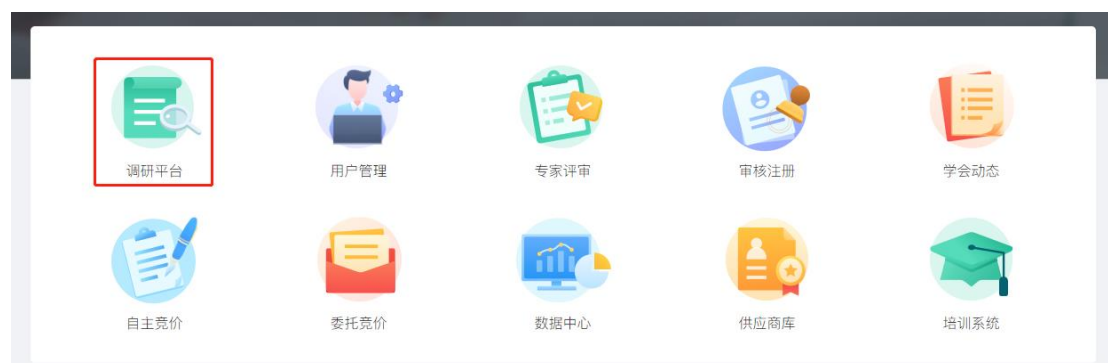 调研平台
用户管理
专家评审
审核注册
学会动态
自主竞价
委托竞价
数据中心
供应商库
培训系统